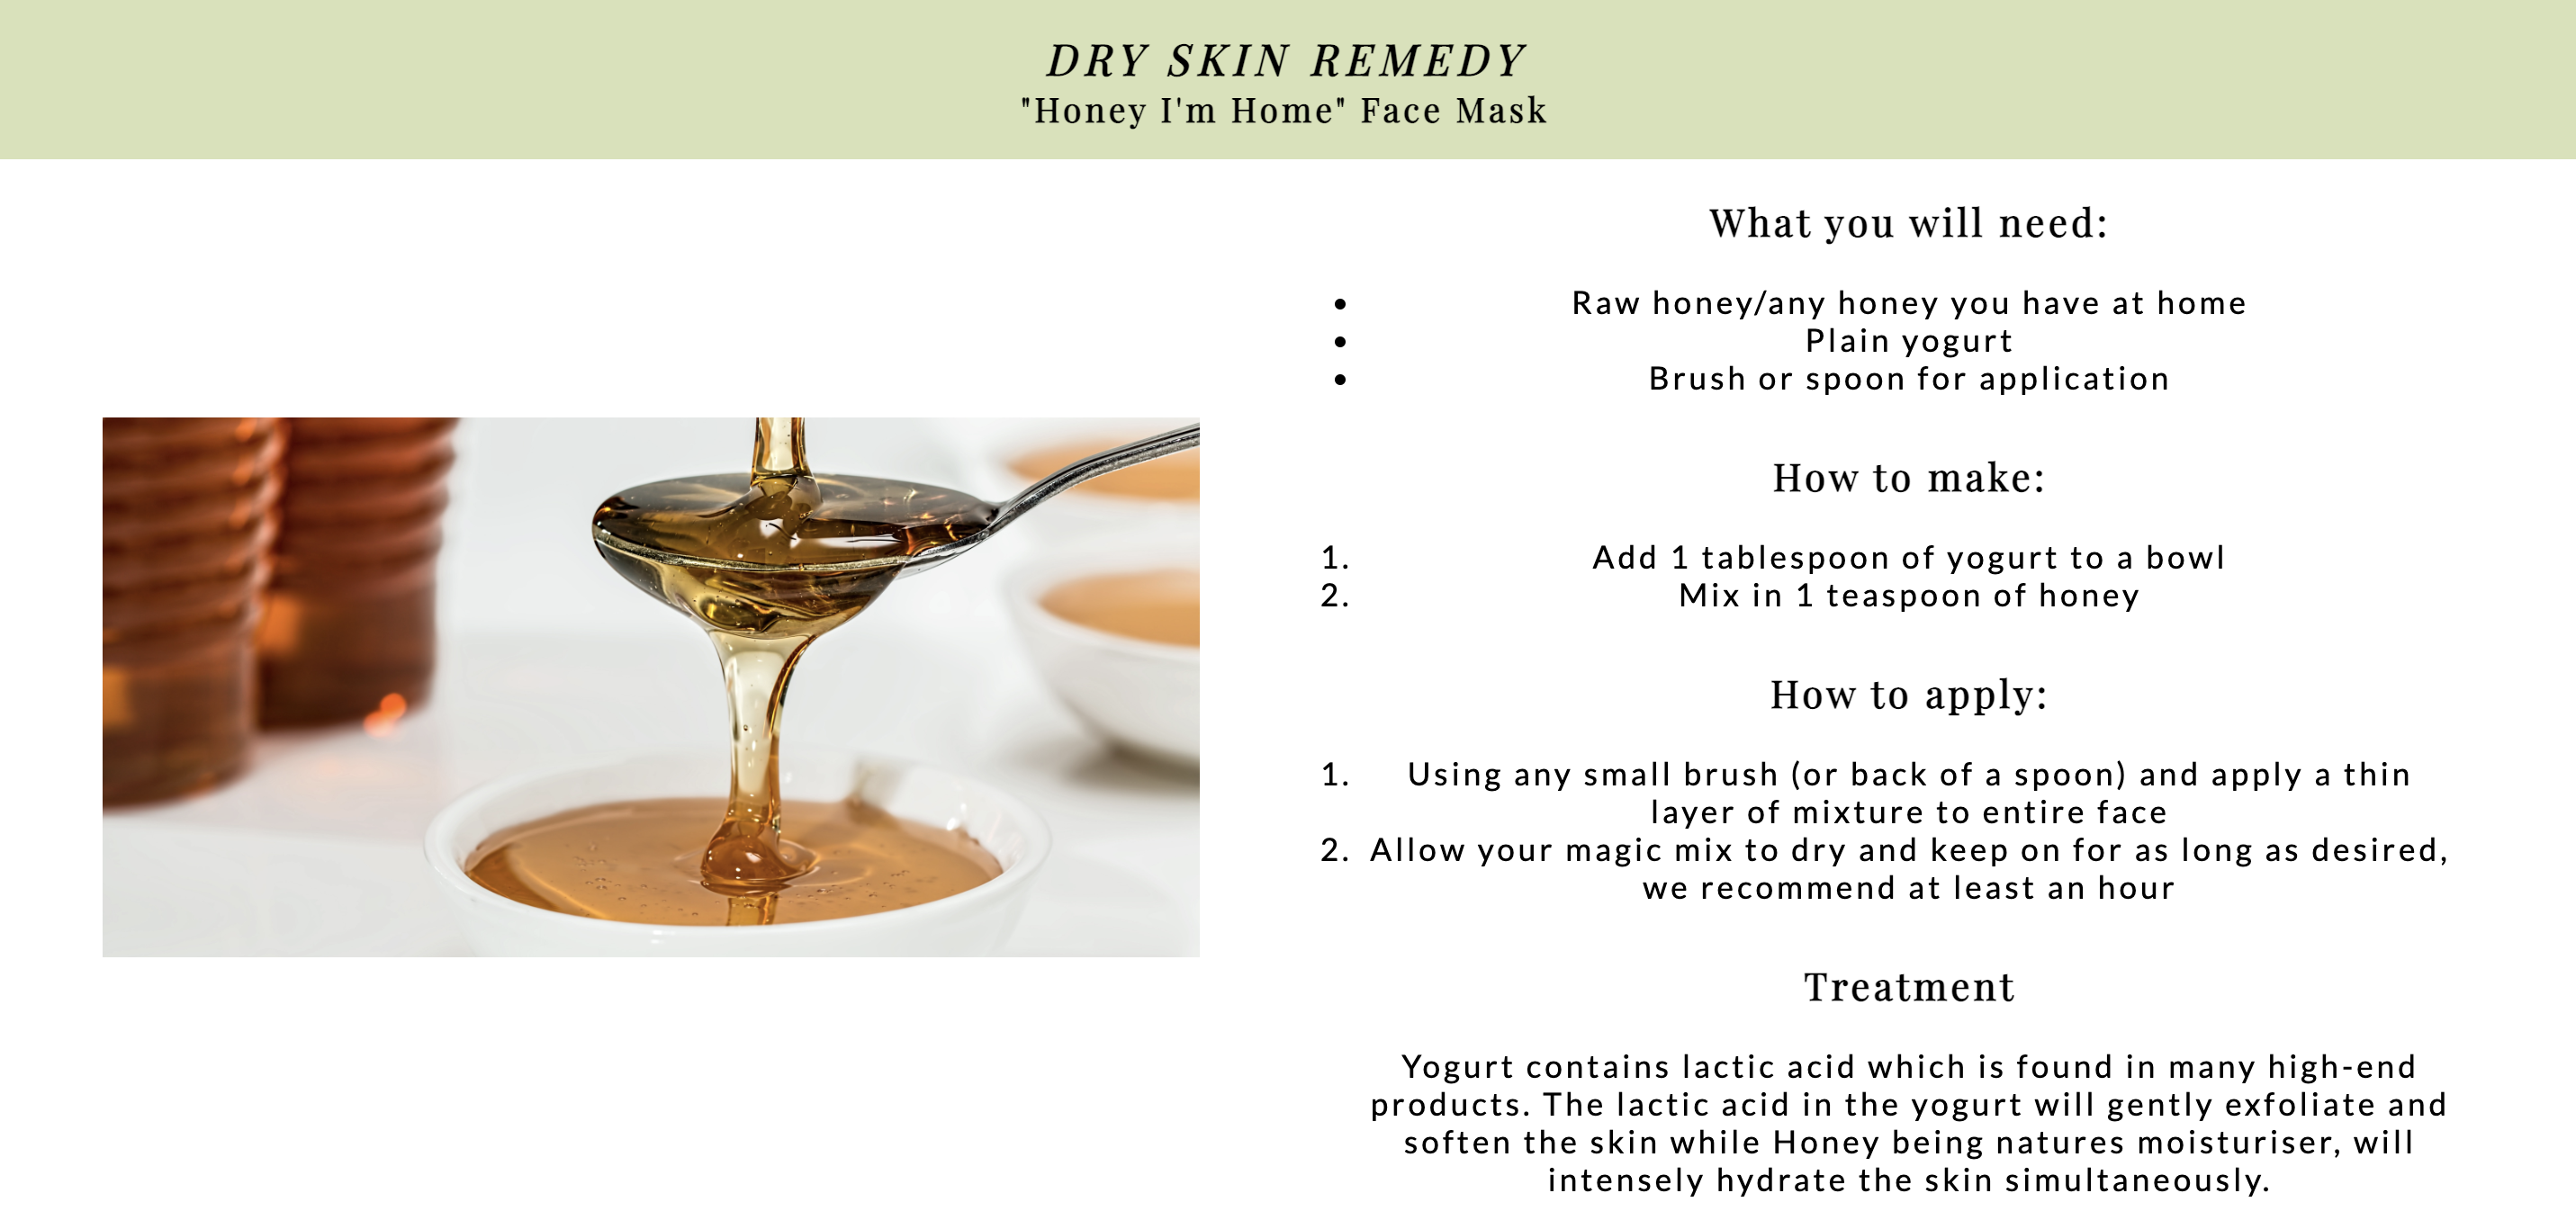 DRY SKIN REMEDY
"Honey I'm Home" Face Mask
What you will need:
• Raw honey/any honey you have at home
• Plain yogurt
• Brush or spoon for application
How to make:
1. Add 1 tablespoon of yogurt to a bowl
2. Mix in 1 teaspoon of honey
How to apply:
1. Using any small brush (or back of a spoon) and apply a thin
layer of mixture to entire face
2. Allow your magic mix to dry and keep on for as long as desired,
we recommend at least an hour
Treatment
Yogurt contains lactic acid which is found in many high-end
products. The lactic acid in the yogurt will gently exfoliate and
soften the skin while Honey being natures moisturiser, will
intensely hydrate the skin simultaneously.